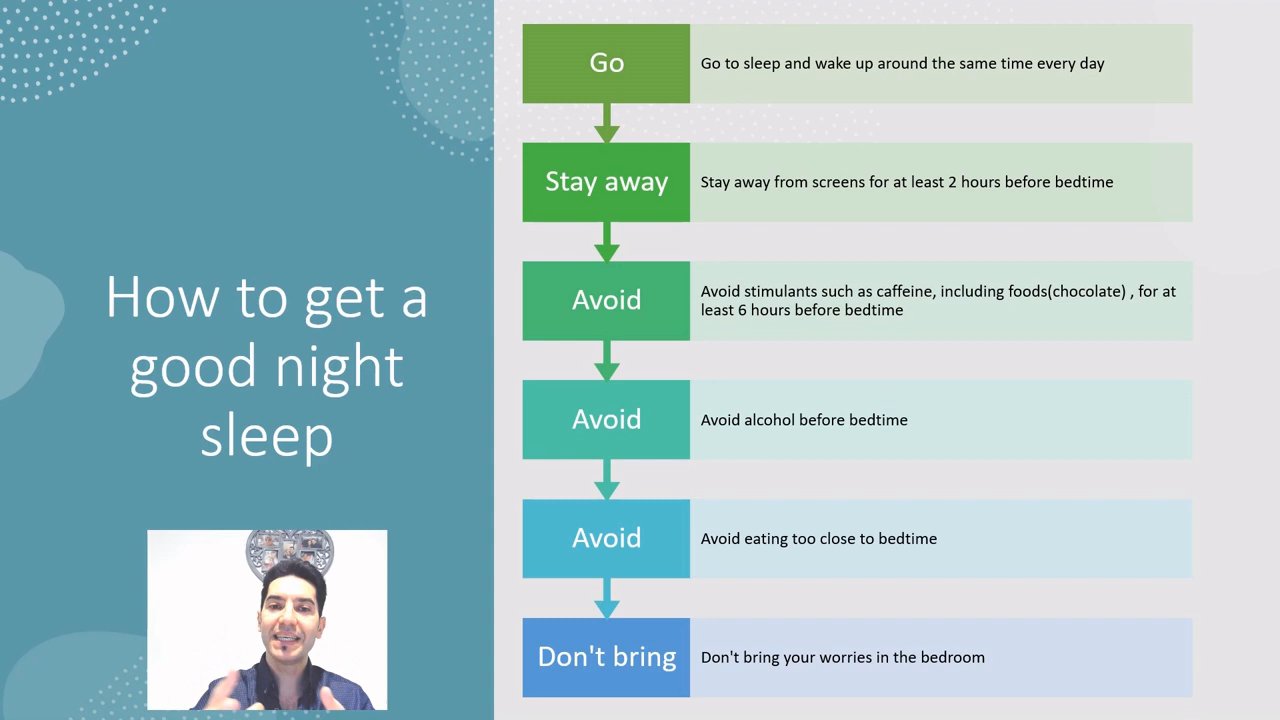 How to get a
good night
sleep
Go
Go to sleep and wake up around the same time every day
Stay away
Stay away from screens for at least 2 hours before bedtime
Avoid
Avoid stimulants such as caffeine, including foods(chocolate) , for at
least 6 hours before bedtime
Avoid
Avoid alcohol before bedtime
Avoid
Avoid eating too close to bedtime
Don't bring
Don't bring your worries in the bedroom